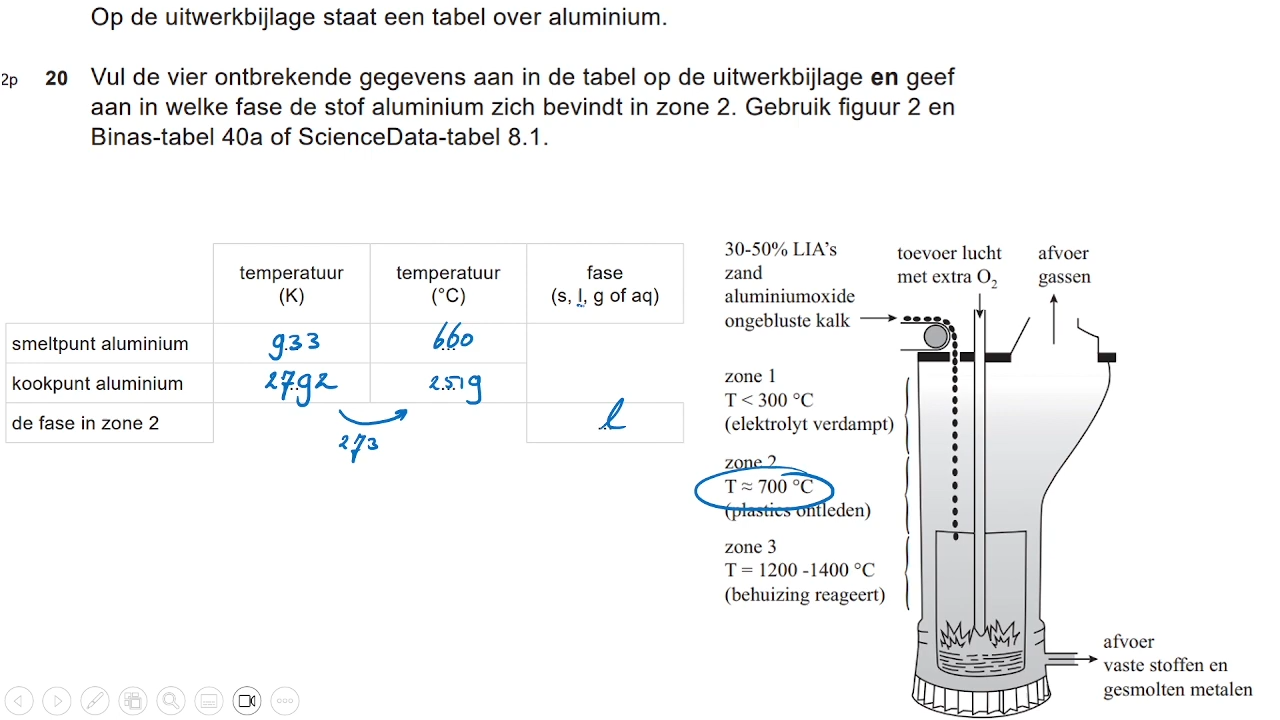 Op de uitwerkbijlage staat een tabel over aluminium.
2p 20 Vul de vier ontbrekende gegevens aan in de tabel op de uitwerkbijlage en geef
aan in welke fase de stof aluminium zich bevindt in zone 2. Gebruik figuur 2 en
Binas-tabel 40a of ScienceData-tabel 8.1.
temperatuur
(K)
temperatuur
(°C)
fase
(s, l, g of aq)
smeltpunt aluminium 933 660
kookpunt aluminium 2792 2519
de fase in zone 2 l
273
30-50% LIA's
zand
aluminiumoxide
ongebluste kalk
toevoer lucht
met extra O₂
afvoer
gassen
zone 1
T < 300 °C
(elektrolyt verdampt)
zone 2
T ≈ 700 °C
(plastics ontleden)
zone 3
T = 1200 -1400 °C
(behuizing reageert)
afvoer
vaste stoffen en
gesmolten metalen